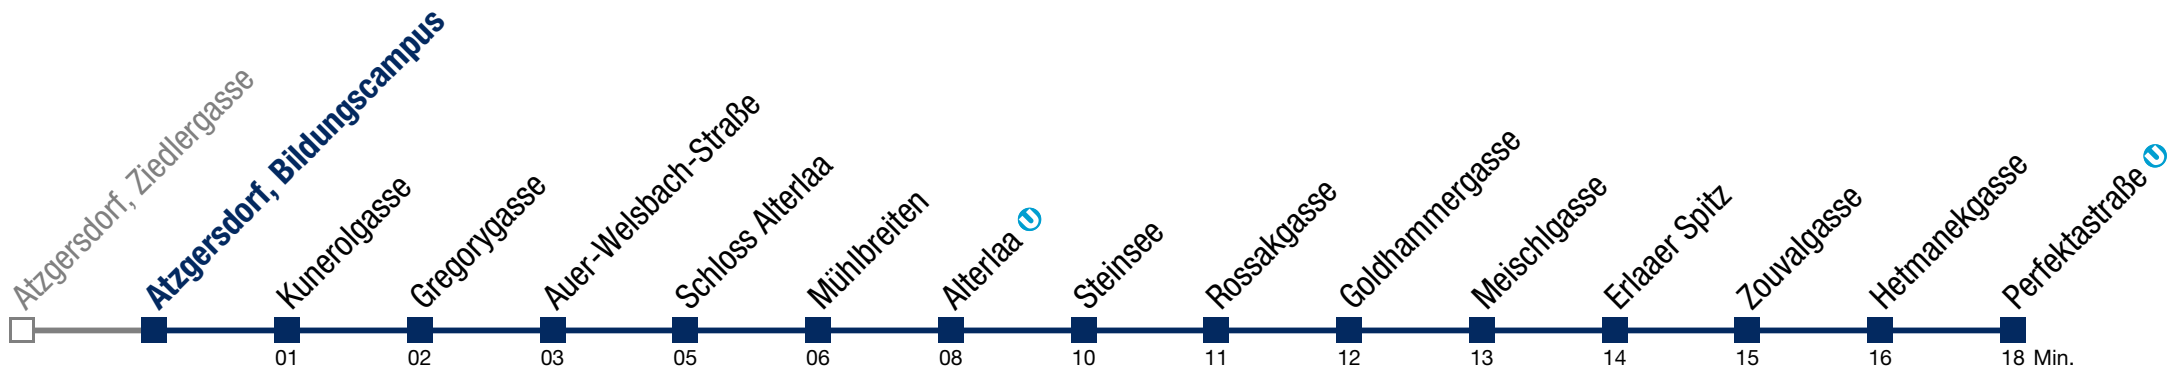 Atzgersdorf, Ziedlergasse
Atzgersdorf, Bildungscampus
Kunerolgasse
Gregorygasse
Auer-Welsbach-Straße
Schloss Alterlaa
Mühlbreiten
Alterlaa U
Steinsee
Rossakgasse
Goldhammergasse
Meischlgasse
Erlaaer Spitz
Zouvalgasse
Hetmanekgasse
Perfektastraße U
01 02 03 05 06 08 10 11 12 13 14 15 16 18 Min.